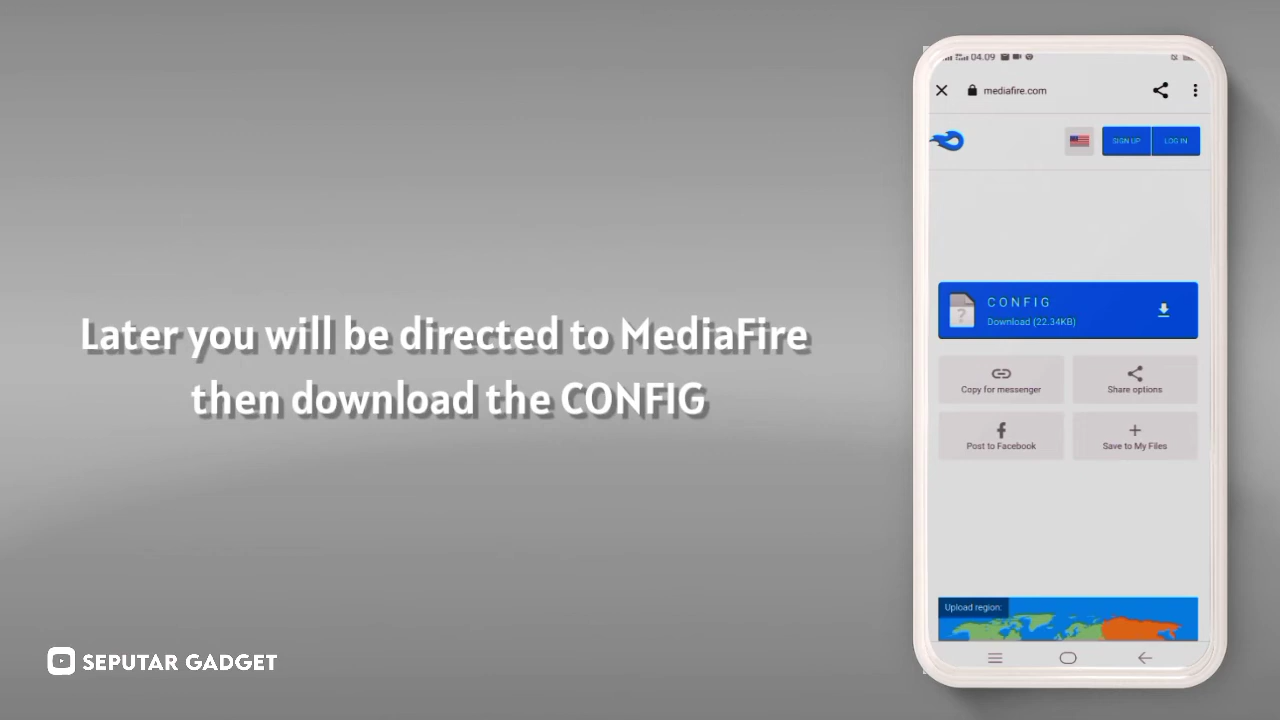 Later you will be directed to MediaFire
then download the CONFIG
SEPUTAR GADGET
04.09
mediafire.com
SIGN UP
LOG IN
CONFIG
Download (22.34KB)
Copy for messenger
Share options
Post to Facebook
Save to My Files
Upload region: